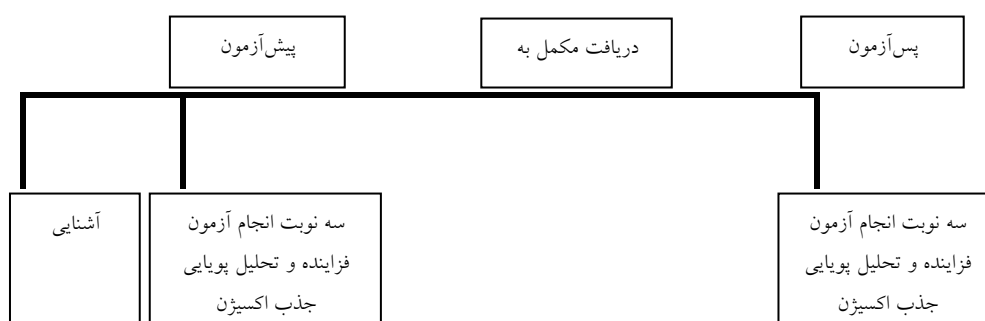 پیش‌آزمون
دریافت مکمل به
پس‌آزمون
آشنایی
سه نوبت انجام آزمون
فزاینده و تحلیل پویایی
جذب اکسیژن
سه نوبت انجام آزمون
فزاینده و تحلیل پویایی
جذب اکسیژن